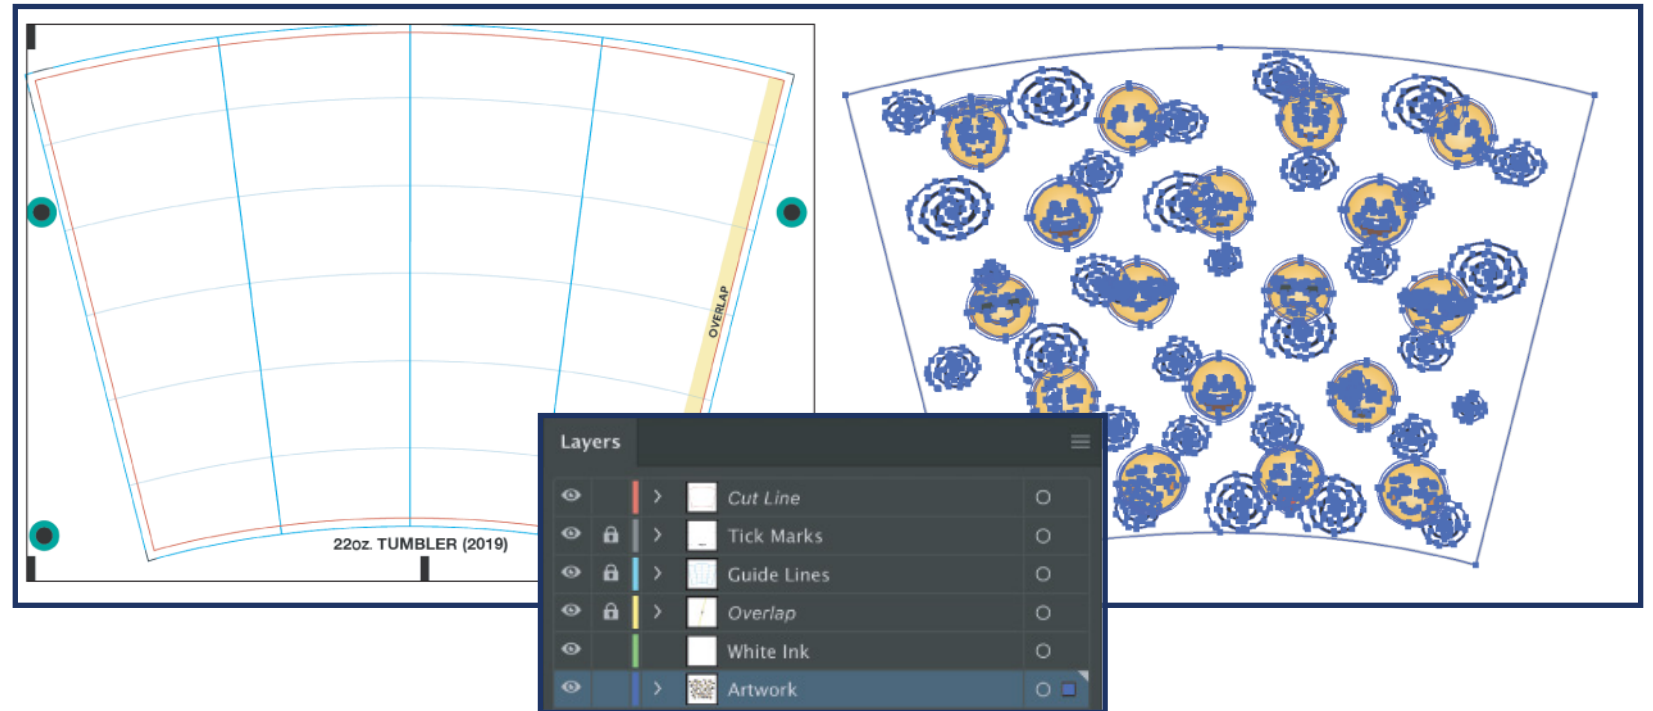 OVERLAP
22oz. TUMBLER (2019)
Layers
Cut Line
Tick Marks
Guide Lines
Overlap
White Ink
Artwork